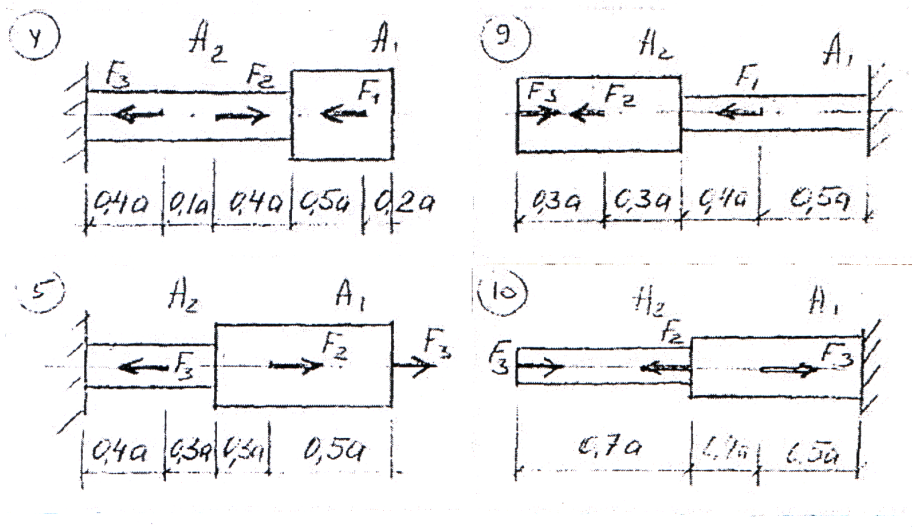 4
A₂ A₁
F₃ F₂ F₁
0,4a 0,1a 0,4a 0,5a 0,2a
9
A₂ A₁
F₃ F₂ F₁
0,3a 0,3a 0,4a 0,5a
5
A₂ A₁
F₃ F₂ F₃
0,4a 0,3a 0,3a 0,5a
10
A₂ A₁
F₃ F₂ F₃
0,7a 0,5a